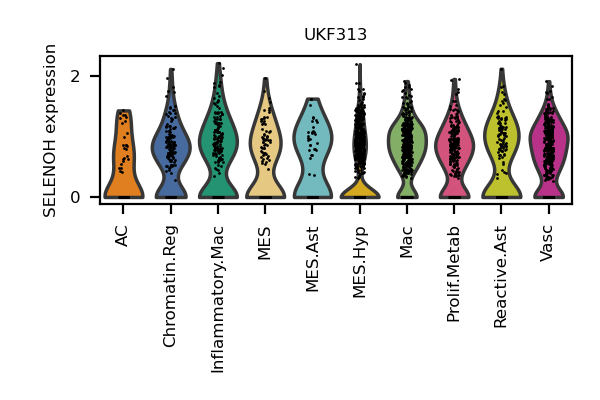 UKF313
SELENOH expression
2
0
AC
Chromatin.Reg
Inflammatory.Mac
MES
MES.Ast
MES.Hyp
Mac
Prolif.Metab
Reactive.Ast
Vasc